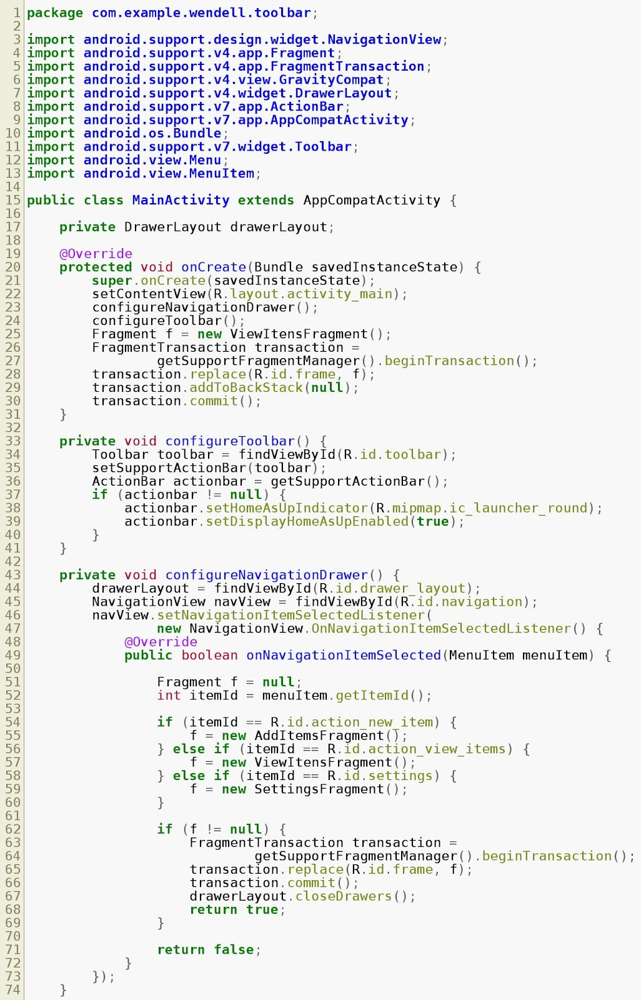 1 package com.example.wendell.toolbar;
2
3 import android.support.design.widget.NavigationView;
4 import android.support.v4.app.Fragment;
5 import android.support.v4.app.FragmentTransaction;
6 import android.support.v4.view.GravityCompat;
7 import android.support.v4.widget.DrawerLayout;
8 import android.support.v7.app.ActionBar;
9 import android.support.v7.app.AppCompatActivity;
10 import android.os.Bundle;
11 import android.support.v7.widget.Toolbar;
12 import android.view.Menu;
13 import android.view.MenuItem;
14
15 public class MainActivity extends AppCompatActivity {
16
17     private DrawerLayout drawerLayout;
18
19     @Override
20     protected void onCreate(Bundle savedInstanceState) {
21         super.onCreate(savedInstanceState);
22         setContentView(R.layout.activity_main);
23         configureNavigationDrawer();
24         configureToolbar();
25         Fragment f = new ViewItensFragment();
26         FragmentTransaction transaction =
27                 getSupportFragmentManager().beginTransaction();
28         transaction.replace(R.id.frame, f);
29         transaction.addToBackStack(null);
30         transaction.commit();
31     }
32
33     private void configureToolbar() {
34         Toolbar toolbar = findViewById(R.id.toolbar);
35         setSupportActionBar(toolbar);
36         ActionBar actionbar = getSupportActionBar();
37         if (actionbar != null) {
38             actionbar.setHomeAsUpIndicator(R.mipmap.ic_launcher_round);
39             actionbar.setDisplayHomeAsUpEnabled(true);
40         }
41     }
42
43     private void configureNavigationDrawer() {
44         drawerLayout = findViewById(R.id.drawer_layout);
45         NavigationView navView = findViewById(R.id.navigation);
46         navView.setNavigationItemSelectedListener(
47                 new NavigationView.OnNavigationItemSelectedListener() {
48             @Override
49             public boolean onNavigationItemSelected(MenuItem menuItem) {
50
51                 Fragment f = null;
52                 int itemId = menuItem.getItemId();
53
54                 if (itemId == R.id.action_new_item) {
55                     f = new AddItemsFragment();
56                 } else if (itemId == R.id.action_view_items) {
57                     f = new ViewItensFragment();
58                 } else if (itemId == R.id.settings) {
59                     f = new SettingsFragment();
60                 }
61
62                 if (f != null) {
63                     FragmentTransaction transaction =
64                             getSupportFragmentManager().beginTransaction();
65                     transaction.replace(R.id.frame, f);
66                     transaction.commit();
67                     drawerLayout.closeDrawers();
68                     return true;
69                 }
70
71                 return false;
72             }
73         });
74     }